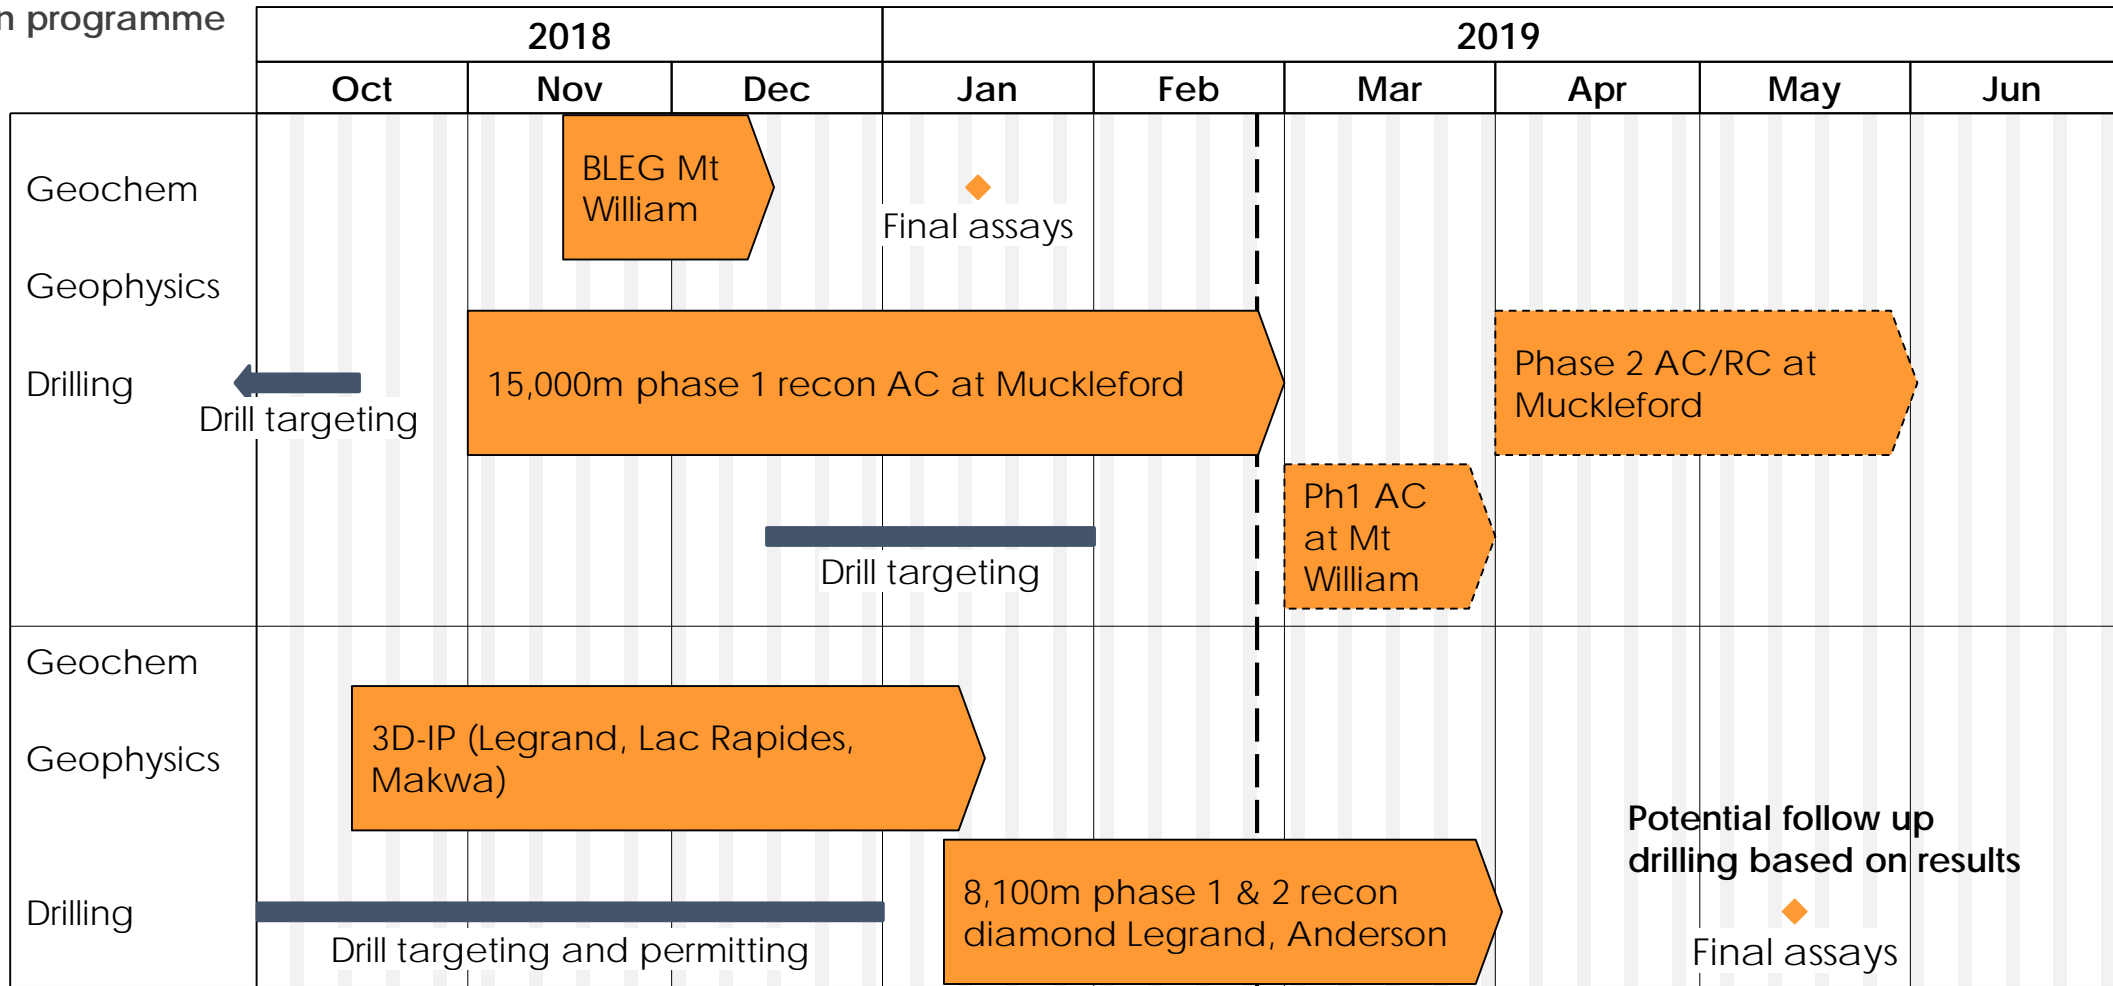 n programme
2018
2019
Oct
Nov
Dec
Jan
Feb
Mar
Apr
May
Jun
Geochem
BLEG Mt
William
Final assays
Geophysics
Drilling
Drill targeting
15,000m phase 1 recon AC at Muckleford
Phase 2 AC/RC at
Muckleford
Drill targeting
Ph1 AC
at Mt
William
Geochem
Geophysics
3D-IP (Legrand, Lac Rapides,
Makwa)
Drilling
Drill targeting and permitting
8,100m phase 1 & 2 recon
diamond Legrand, Anderson
Potential follow up
drilling based on results
Final assays